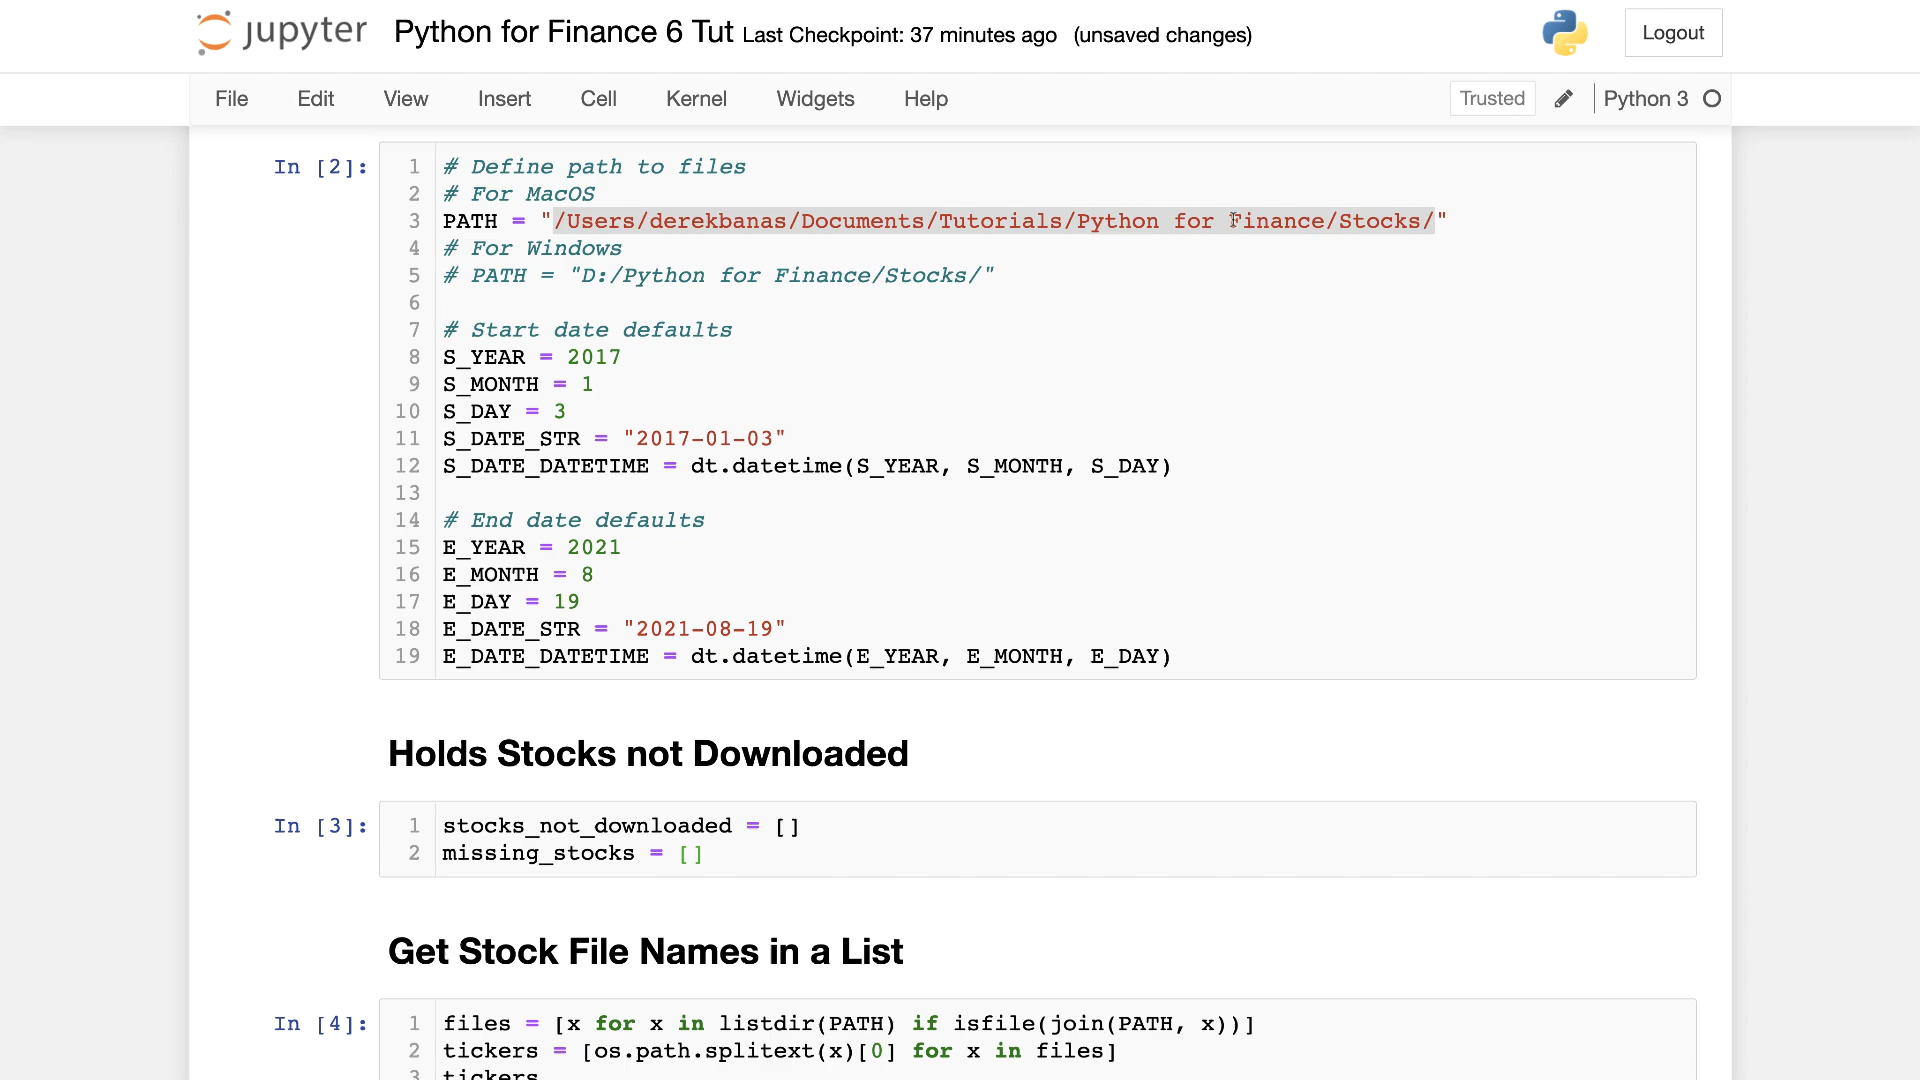 jupyter Python for Finance 6 Tut Last Checkpoint: 37 minutes ago (unsaved changes) Logout
File Edit View Insert Cell Kernel Widgets Help Trusted Python 3
In [2]:
1 # Define path to files
2 # For MacOS
3 PATH = "/Users/derekbanas/Documents/Tutorials/Python for Finance/Stocks/"
4 # For Windows
5 # PATH = "D:/Python for Finance/Stocks/"
6
7 # Start date defaults
8 S_YEAR = 2017
9 S_MONTH = 1
10 S_DAY = 3
11 S_DATE_STR = "2017-01-03"
12 S_DATE_DATETIME = dt.datetime(S_YEAR, S_MONTH, S_DAY)
13
14 # End date defaults
15 E_YEAR = 2021
16 E_MONTH = 8
17 E_DAY = 19
18 E_DATE_STR = "2021-08-19"
19 E_DATE_DATETIME = dt.datetime(E_YEAR, E_MONTH, E_DAY)
Holds Stocks not Downloaded
In [3]:
1 stocks_not_downloaded = []
2 missing_stocks = []
Get Stock File Names in a List
In [4]:
1 files = [x for x in listdir(PATH) if isfile(join(PATH, x))]
2 tickers = [os.path.splitext(x)[0] for x in files]
3 tickers